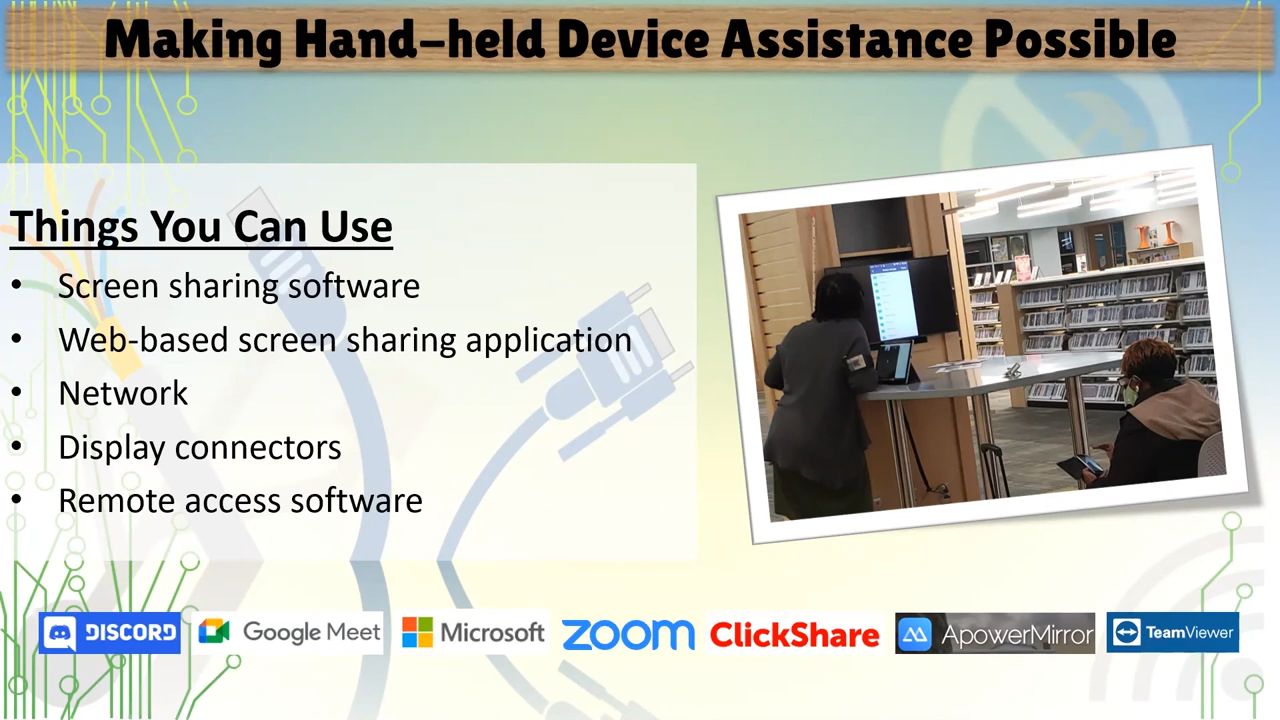 Making Hand-held Device Assistance Possible
Things You Can Use
• Screen sharing software
• Web-based screen sharing application
• Network
• Display connectors
• Remote access software
DISCORD Google Meet Microsoft zoom ClickShare ApowerMirror TeamViewer